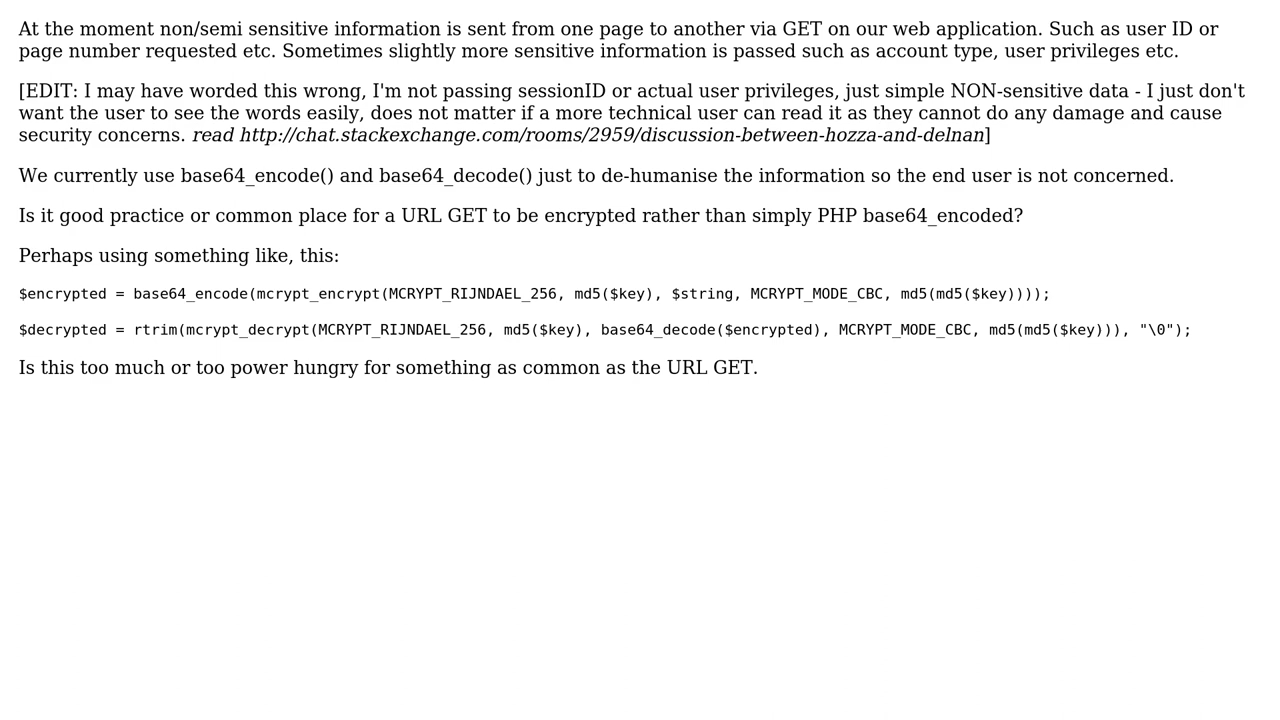 At the moment non/semi sensitive information is sent from one page to another via GET on our web application. Such as user ID or
page number requested etc. Sometimes slightly more sensitive information is passed such as account type, user privileges etc.
[EDIT: I may have worded this wrong, I'm not passing sessionID or actual user privileges, just simple NON-sensitive data - I just don't
want the user to see the words easily, does not matter if a more technical user can read it as they cannot do any damage and cause
security concerns. read http://chat.stackexchange.com/rooms/2959/discussion-between-hozza-and-delnan]
We currently use base64_encode() and base64_decode() just to de-humanise the information so the end user is not concerned.
Is it good practice or common place for a URL GET to be encrypted rather than simply PHP base64_encoded?
Perhaps using something like, this:
$encrypted = base64_encode(mcrypt_encrypt(MCRYPT_RIJNDAEL_256, md5($key), $string, MCRYPT_MODE_CBC, md5(md5($key))));
$decrypted = rtrim(mcrypt_decrypt(MCRYPT_RIJNDAEL_256, md5($key), base64_decode($encrypted), MCRYPT_MODE_CBC, md5(md5($key))), "\0");
Is this too much or too power hungry for something as common as the URL GET.